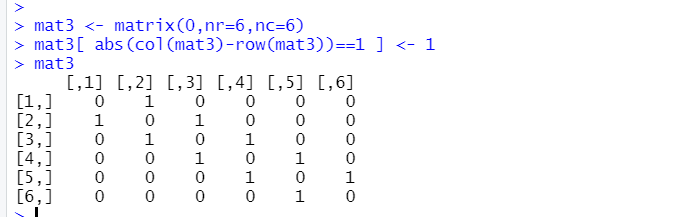 >
> mat3 <- matrix(0,nr=6,nc=6)
> mat3[ abs(col(mat3)-row(mat3))==1 ] <- 1
> mat3
     [,1] [,2] [,3] [,4] [,5] [,6]
[1,]    0    1    0    0    0    0
[2,]    1    0    1    0    0    0
[3,]    0    1    0    1    0    0
[4,]    0    0    1    0    1    0
[5,]    0    0    0    1    0    1
[6,]    0    0    0    0    1    0
>